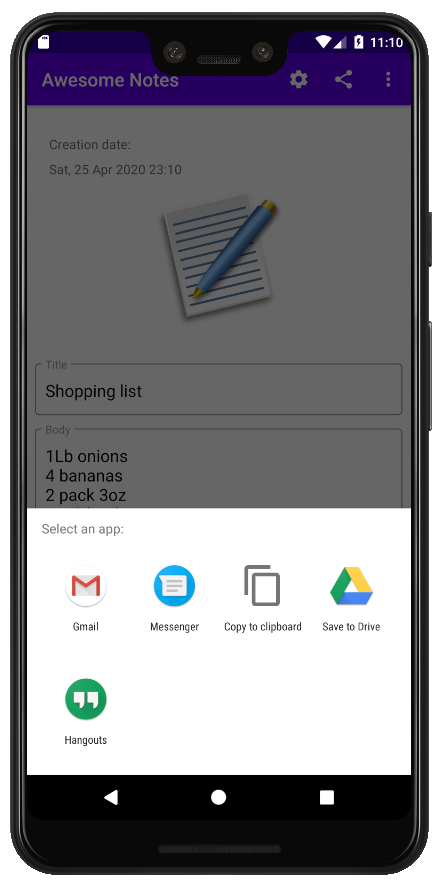 11:10
Awesome Notes
Creation date:
Sat, 25 Apr 2020 23:10
Title
Shopping list
Body
1Lb onions
4 bananas
2 pack 3oz
Select an app:
Gmail
Messenger
Copy to clipboard
Save to Drive
Hangouts